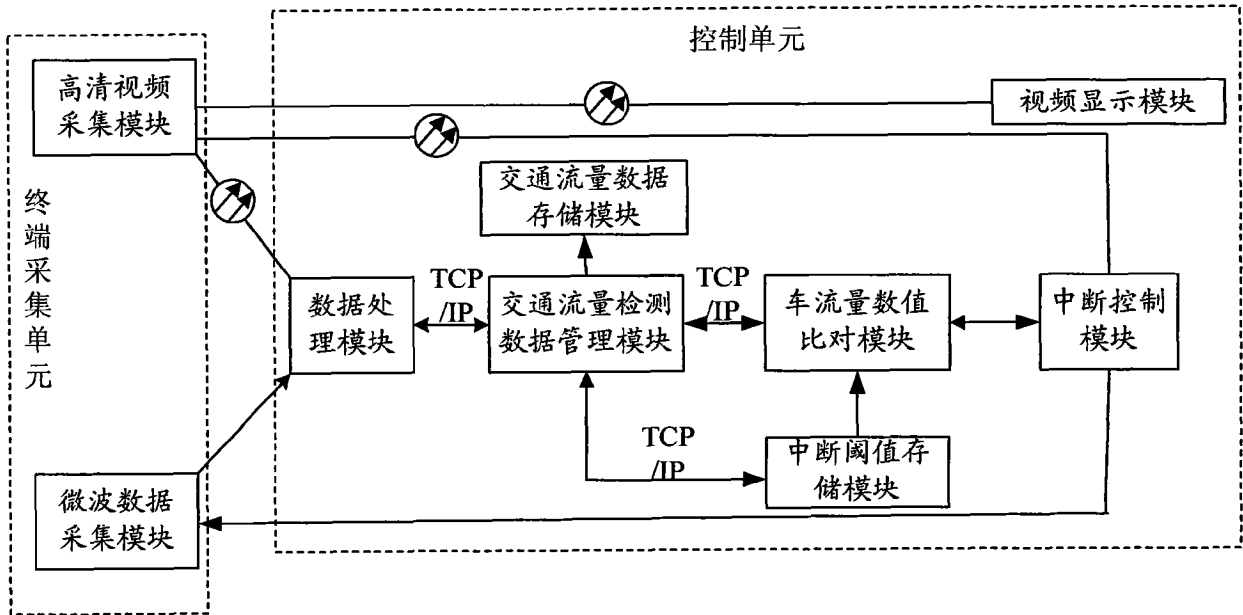 控制单元
高清视频
采集模块
视频显示模块
交通流量数据
存储模块
终端采集单元
数据处
理模块
TCP
/IP
交通流量检测
数据管理模块
TCP
/IP
车流量数值
比对模块
中断控制
模块
TCP
/IP
中断阈值存
储模块
微波数据
采集模块